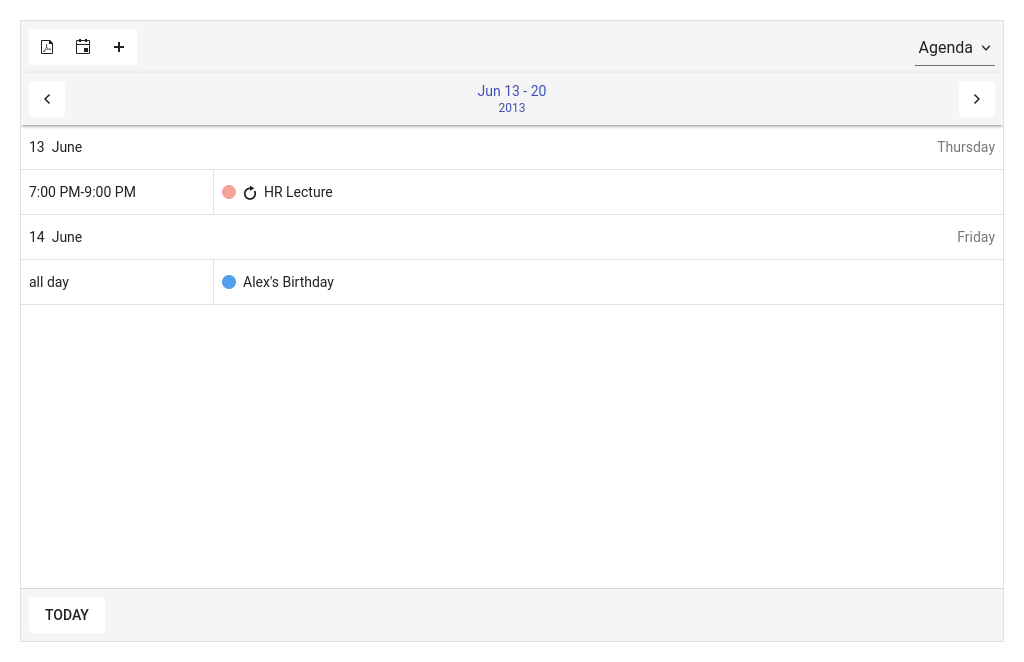 Agenda
Jun 13 - 20
2013
13 June Thursday
7:00 PM-9:00 PM HR Lecture
14 June Friday
all day Alex's Birthday
TODAY